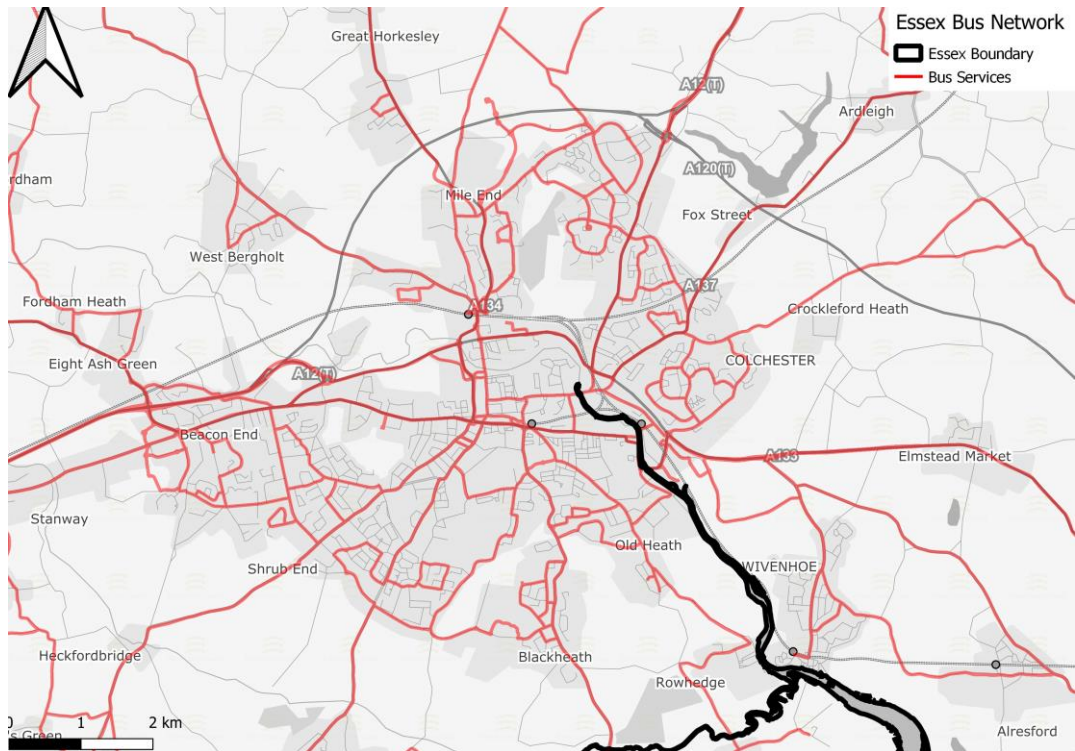 Essex Bus Network
Essex Boundary
Bus Services
Great Horkesley
A12(T)
Ardleigh
A120(T)
rdham
Mile End
Fox Street
West Bergholt
A137
Fordham Heath
A134
Crockleford Heath
Eight Ash Green
COLCHESTER
A12(T)
Beacon End
A133
Elmstead Market
Stanway
Old Heath
Shrub End
WIVENHOE
Heckfordbridge
Blackheath
Rowhedge
0 1 2 km
's Green
Alresford